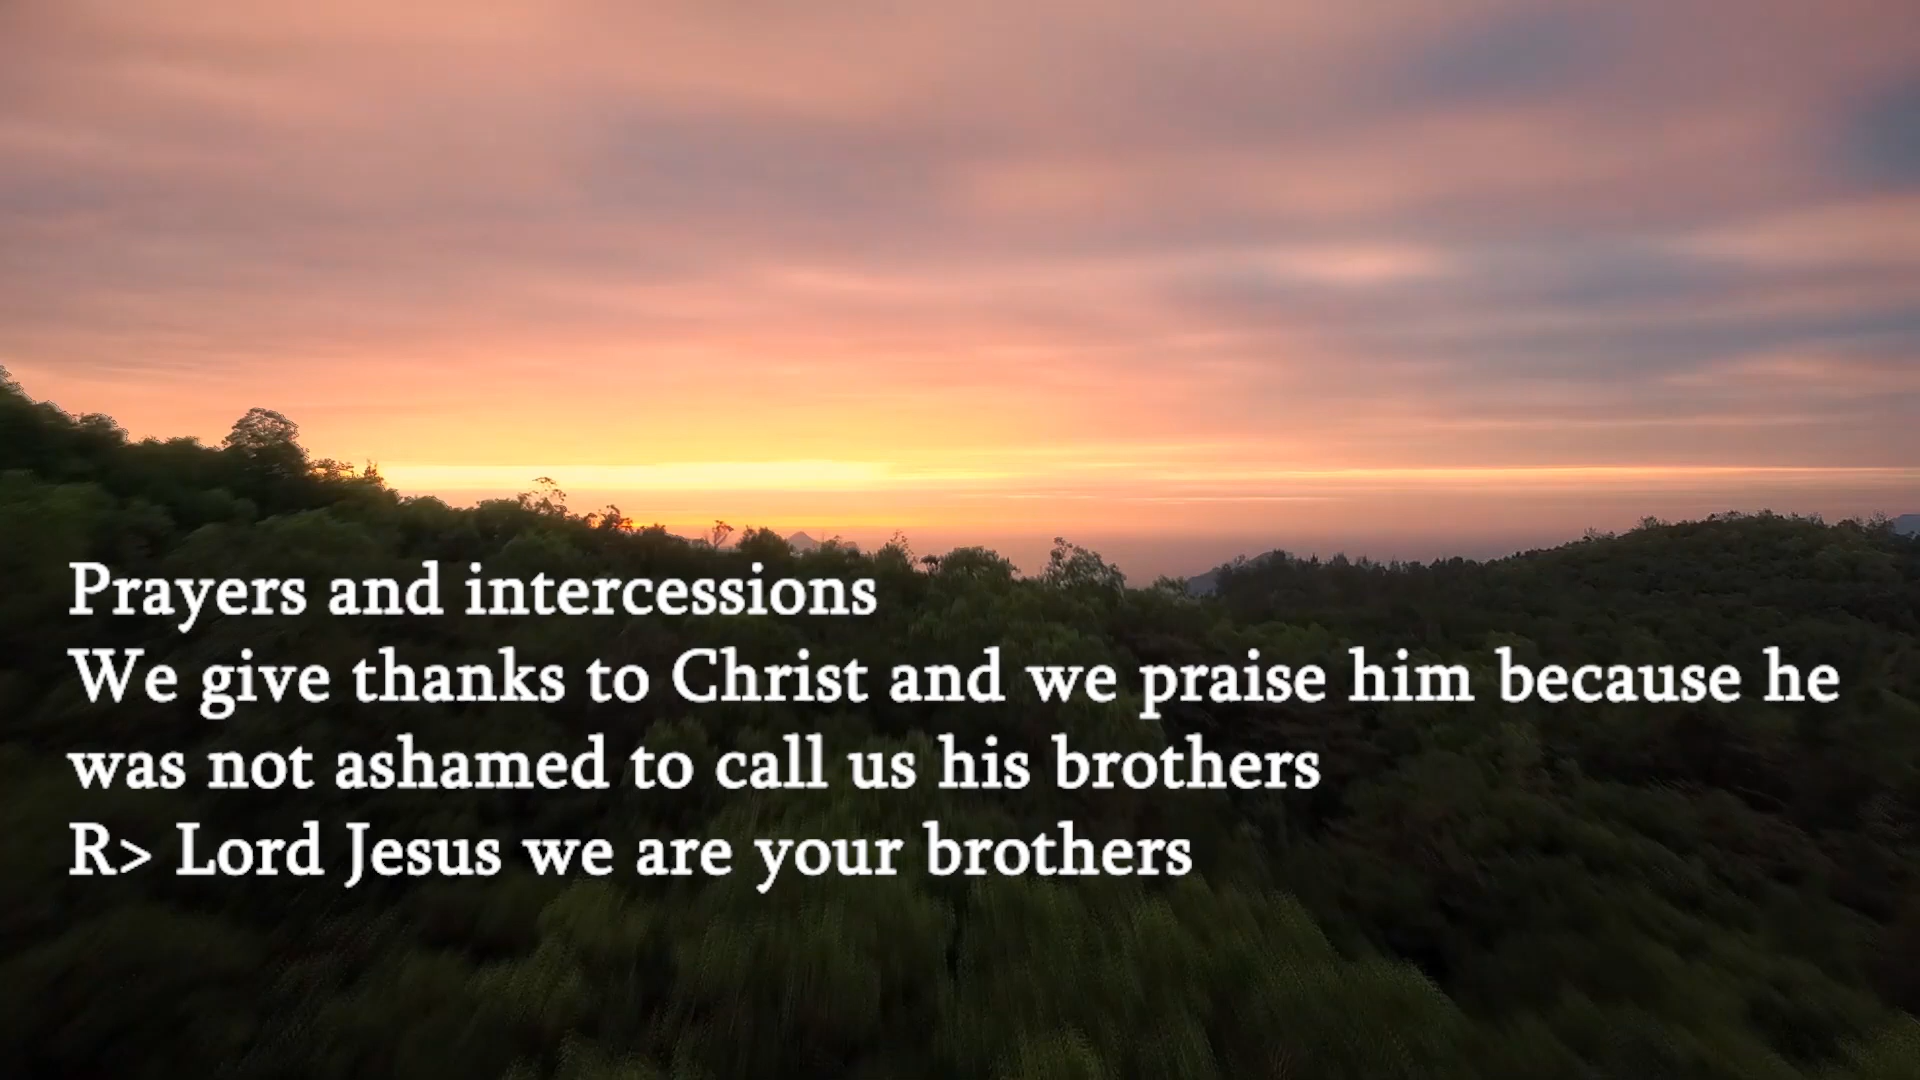 Prayers and intercessions
We give thanks to Christ and we praise him because he
was not ashamed to call us his brothers
R> Lord Jesus we are your brothers